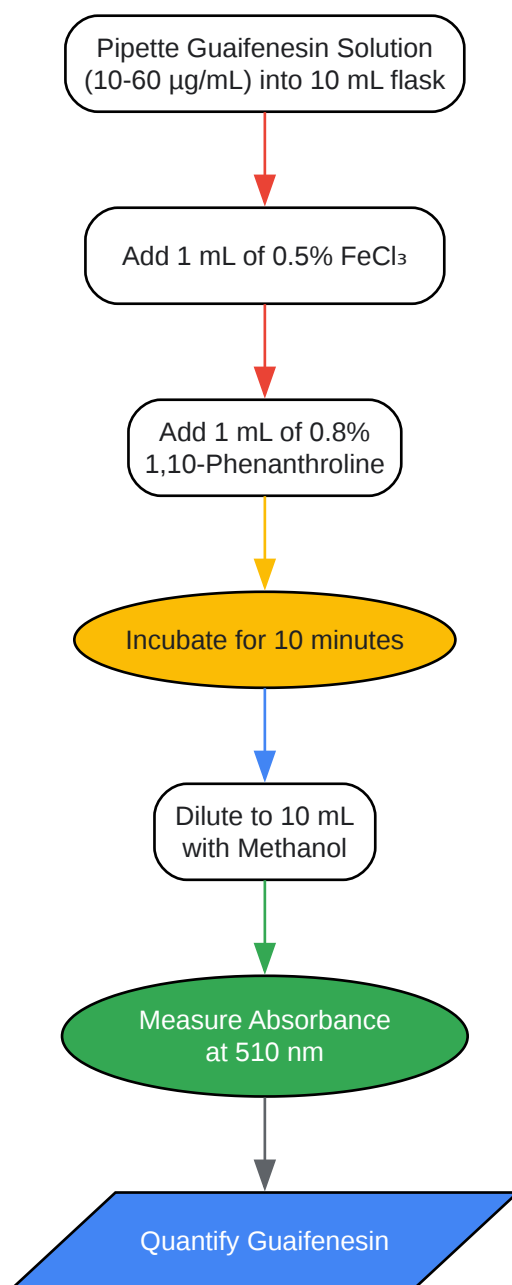 Pipette Guaifenesin Solution
(10-60 µg/mL) into 10 mL flask
Add 1 mL of 0.5% FeCl₃
Add 1 mL of 0.8%
1,10-Phenanthroline
Incubate for 10 minutes
Dilute to 10 mL
with Methanol
Measure Absorbance
at 510 nm
Quantify Guaifenesin